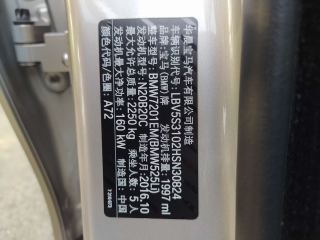 华晨宝马汽车有限公司制造
品牌：宝马(BMW)牌
车辆识别代号：LBV5S3102HSN30824
整车型号：BMW7201EM(BMW525Li)
发动机型号：N20B20C 制造年月：2016.10
最大允许总质量：2250 kg 乘坐人数：5人
发动机最大净功率：160 kW 制造国：中国
发动机排量：1997 ml
颜色代码/色圈：A72